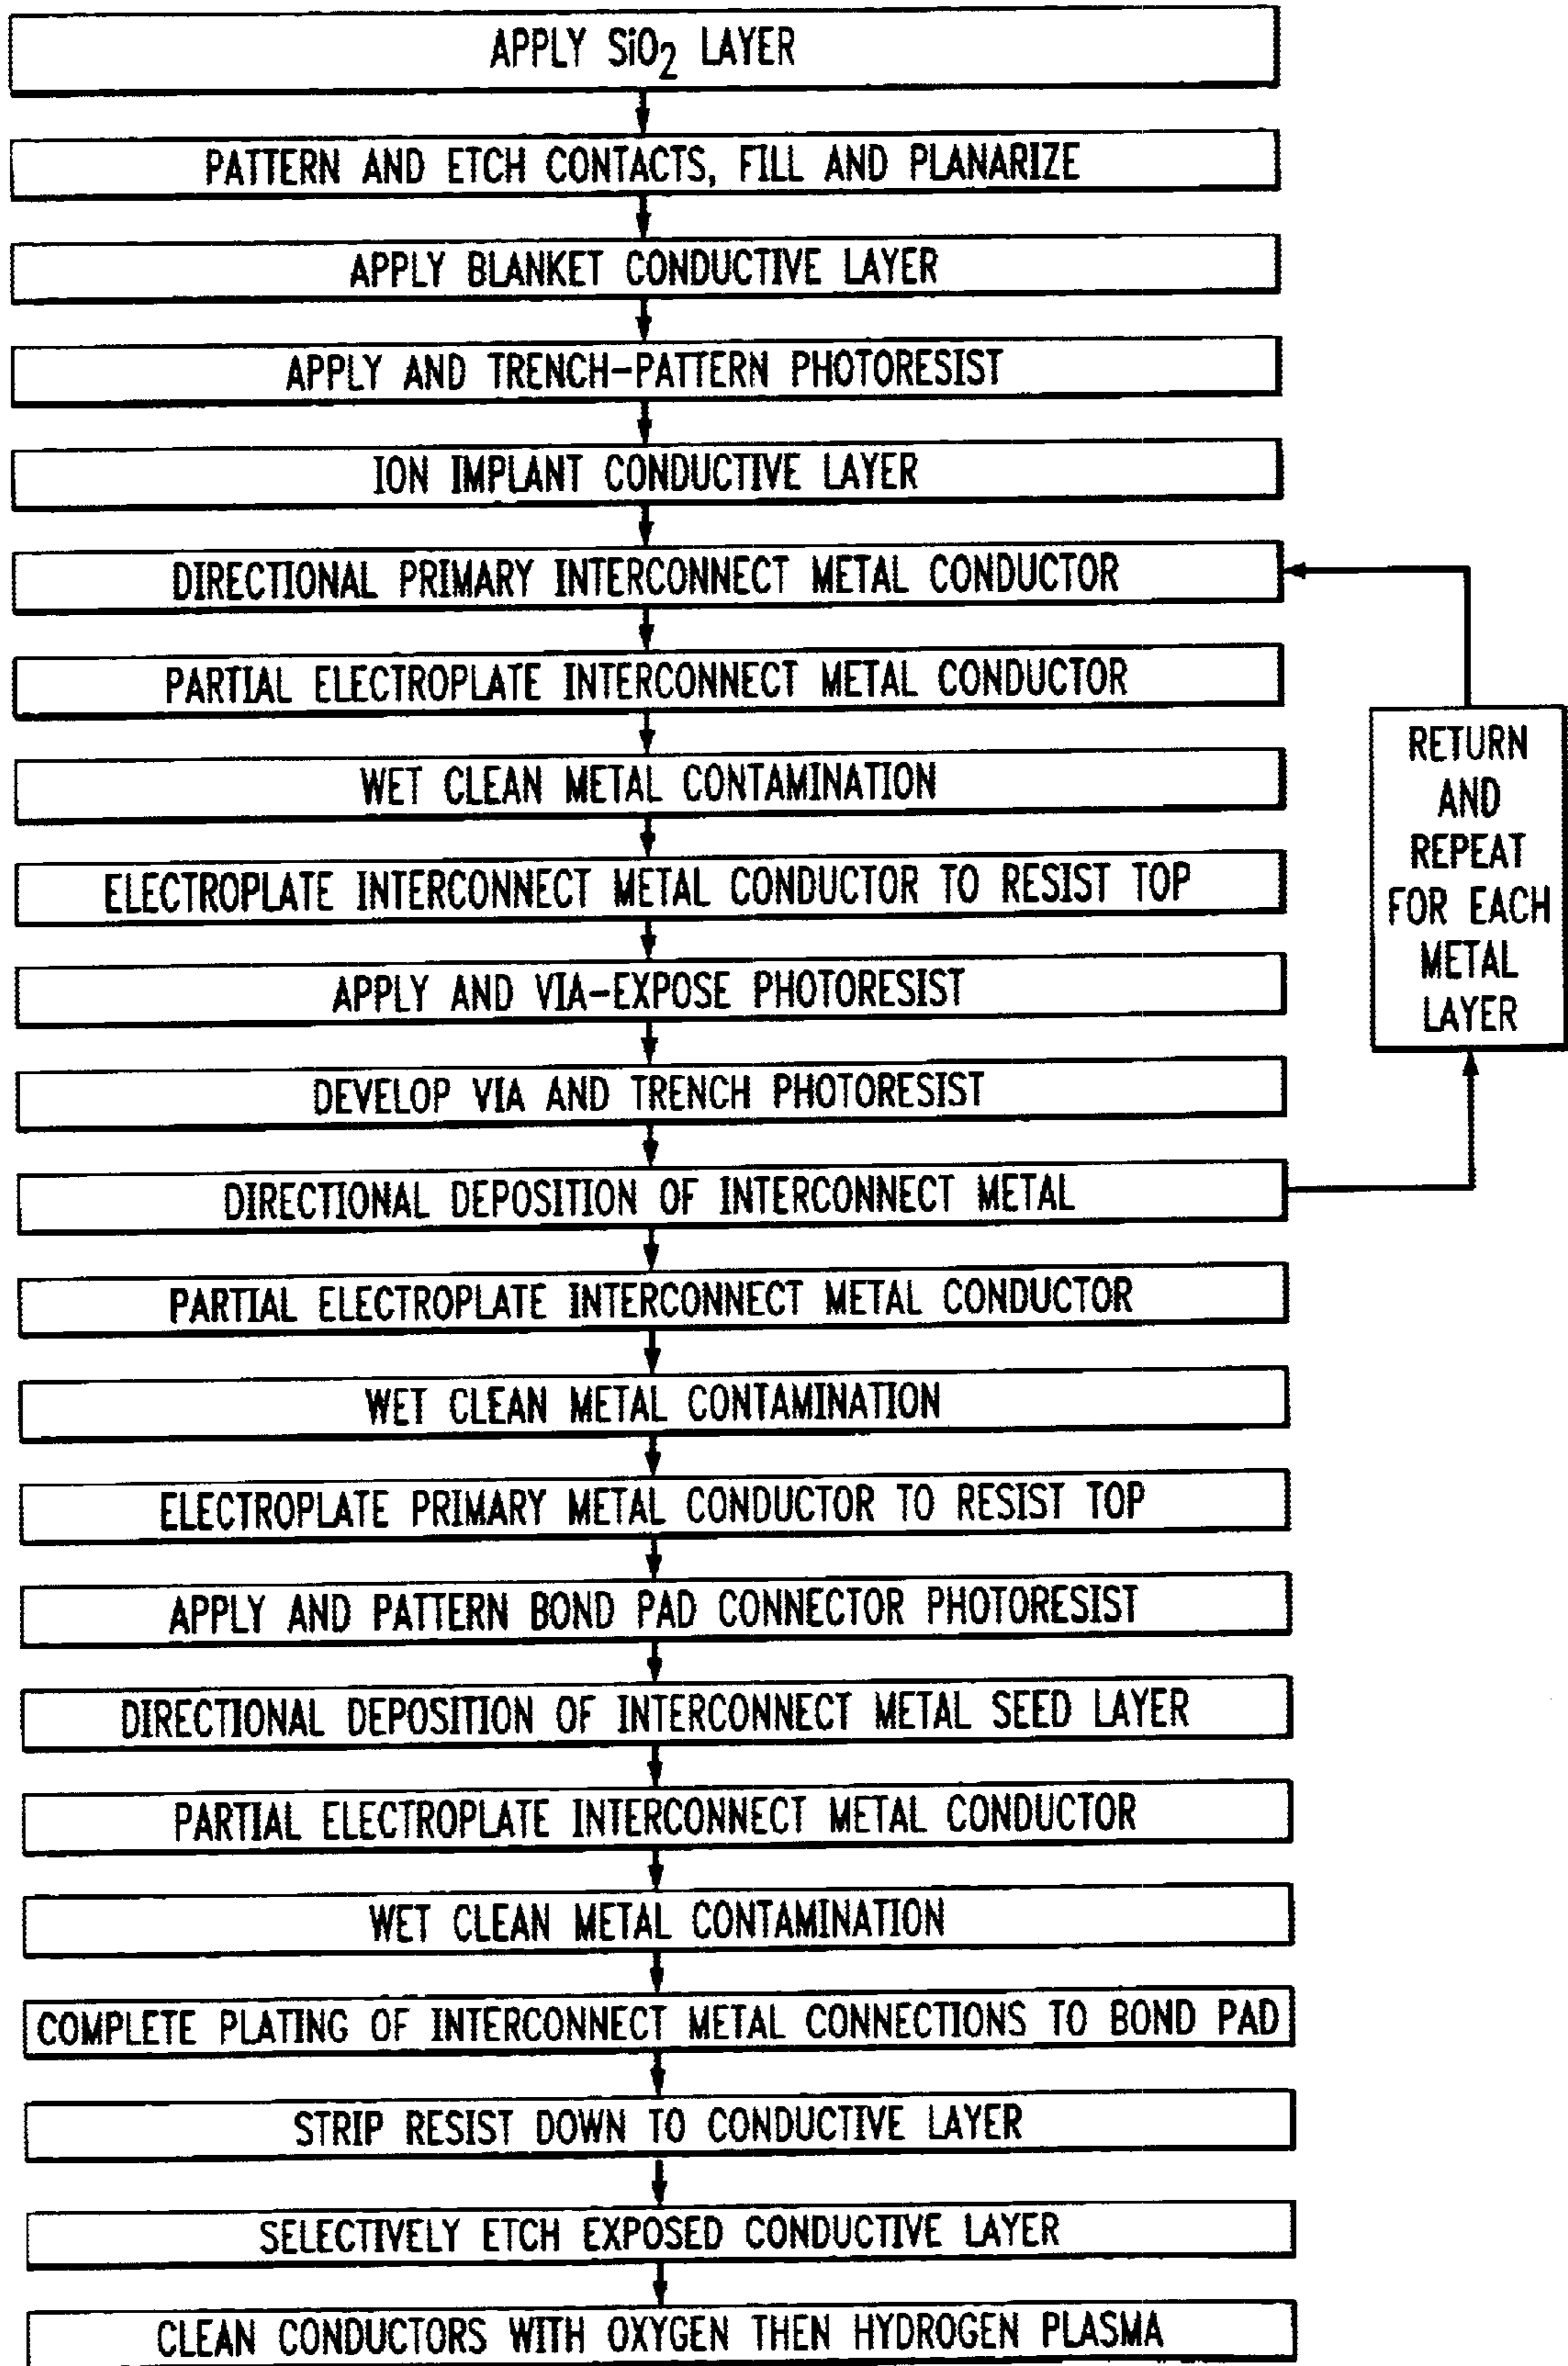 APPLY SiO2 LAYER
PATTERN AND ETCH CONTACTS, FILL AND PLANARIZE
APPLY BLANKET CONDUCTIVE LAYER
APPLY AND TRENCH-PATTERN PHOTORESIST
ION IMPLANT CONDUCTIVE LAYER
DIRECTIONAL PRIMARY INTERCONNECT METAL CONDUCTOR
PARTIAL ELECTROPLATE INTERCONNECT METAL CONDUCTOR
WET CLEAN METAL CONTAMINATION
ELECTROPLATE INTERCONNECT METAL CONDUCTOR TO RESIST TOP
APPLY AND VIA-EXPOSE PHOTORESIST
DEVELOP VIA AND TRENCH PHOTORESIST
DIRECTIONAL DEPOSITION OF INTERCONNECT METAL
RETURN
AND
REPEAT
FOR EACH
METAL
LAYER
PARTIAL ELECTROPLATE INTERCONNECT METAL CONDUCTOR
WET CLEAN METAL CONTAMINATION
ELECTROPLATE PRIMARY METAL CONDUCTOR TO RESIST TOP
APPLY AND PATTERN BOND PAD CONNECTOR PHOTORESIST
DIRECTIONAL DEPOSITION OF INTERCONNECT METAL SEED LAYER
PARTIAL ELECTROPLATE INTERCONNECT METAL CONDUCTOR
WET CLEAN METAL CONTAMINATION
COMPLETE PLATING OF INTERCONNECT METAL CONNECTIONS TO BOND PAD
STRIP RESIST DOWN TO CONDUCTIVE LAYER
SELECTIVELY ETCH EXPOSED CONDUCTIVE LAYER
CLEAN CONDUCTORS WITH OXYGEN THEN HYDROGEN PLASMA